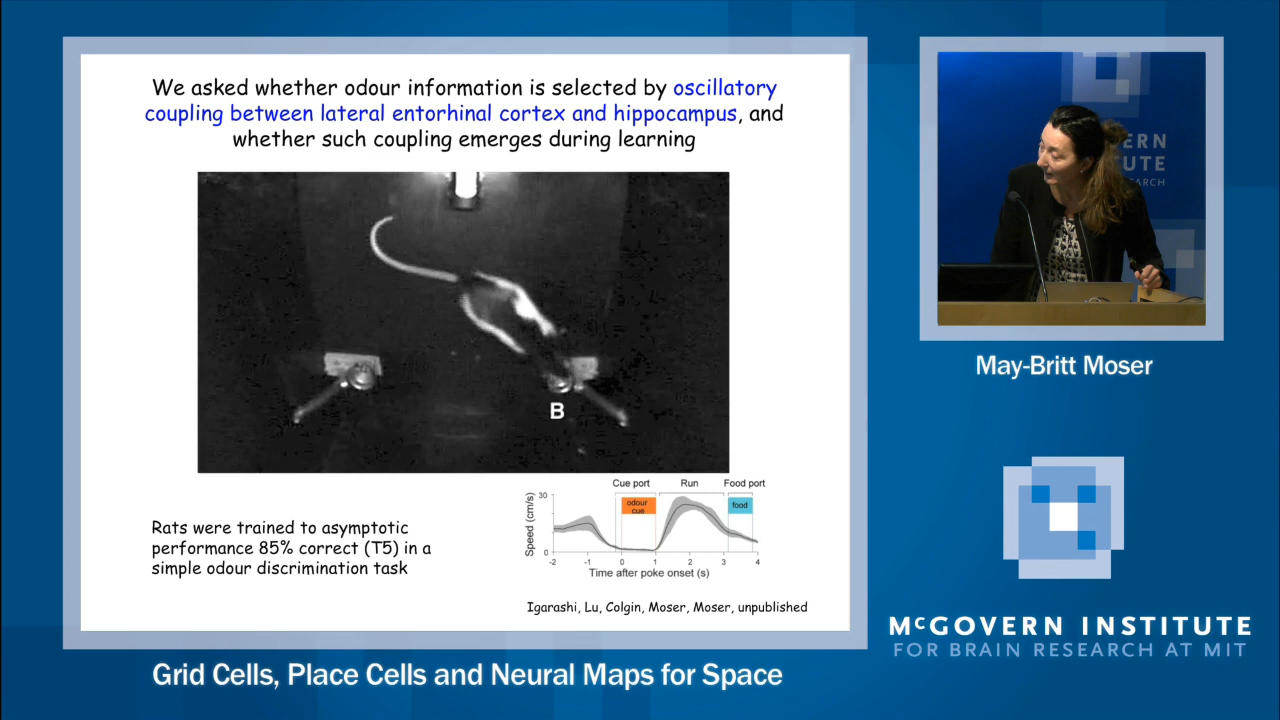 We asked whether odour information is selected by oscillatory
coupling between lateral entorhinal cortex and hippocampus, and
whether such coupling emerges during learning
B
Rats were trained to asymptotic
performance 85% correct (T5) in a
simple odour discrimination task
Cue port Run Food port
odour
cue
food
Speed (cm/s)
30
0
-2 -1 0 1 2 3 4
Time after poke onset (s)
Igarashi, Lu, Colgin, Moser, Moser, unpublished
ERN
ITUTE
ARCH
May-Britt Moser
McGOVERN INSTITUTE
FOR BRAIN RESEARCH AT MIT
Grid Cells, Place Cells and Neural Maps for Space